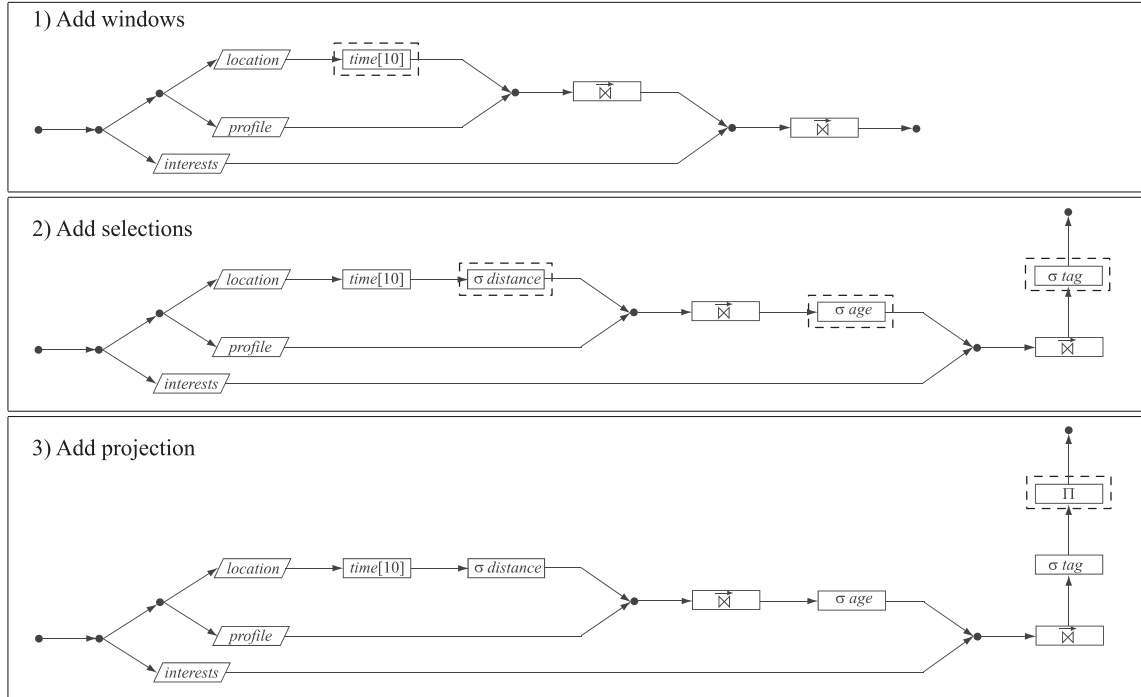 1) Add windows
location
time[10]
⋈
profile
⋈
interests
2) Add selections
σ tag
location
time[10]
σ distance
⋈
σ age
profile
⋈
interests
3) Add projection
Π
location
time[10]
σ distance
σ tag
⋈
σ age
profile
⋈
interests